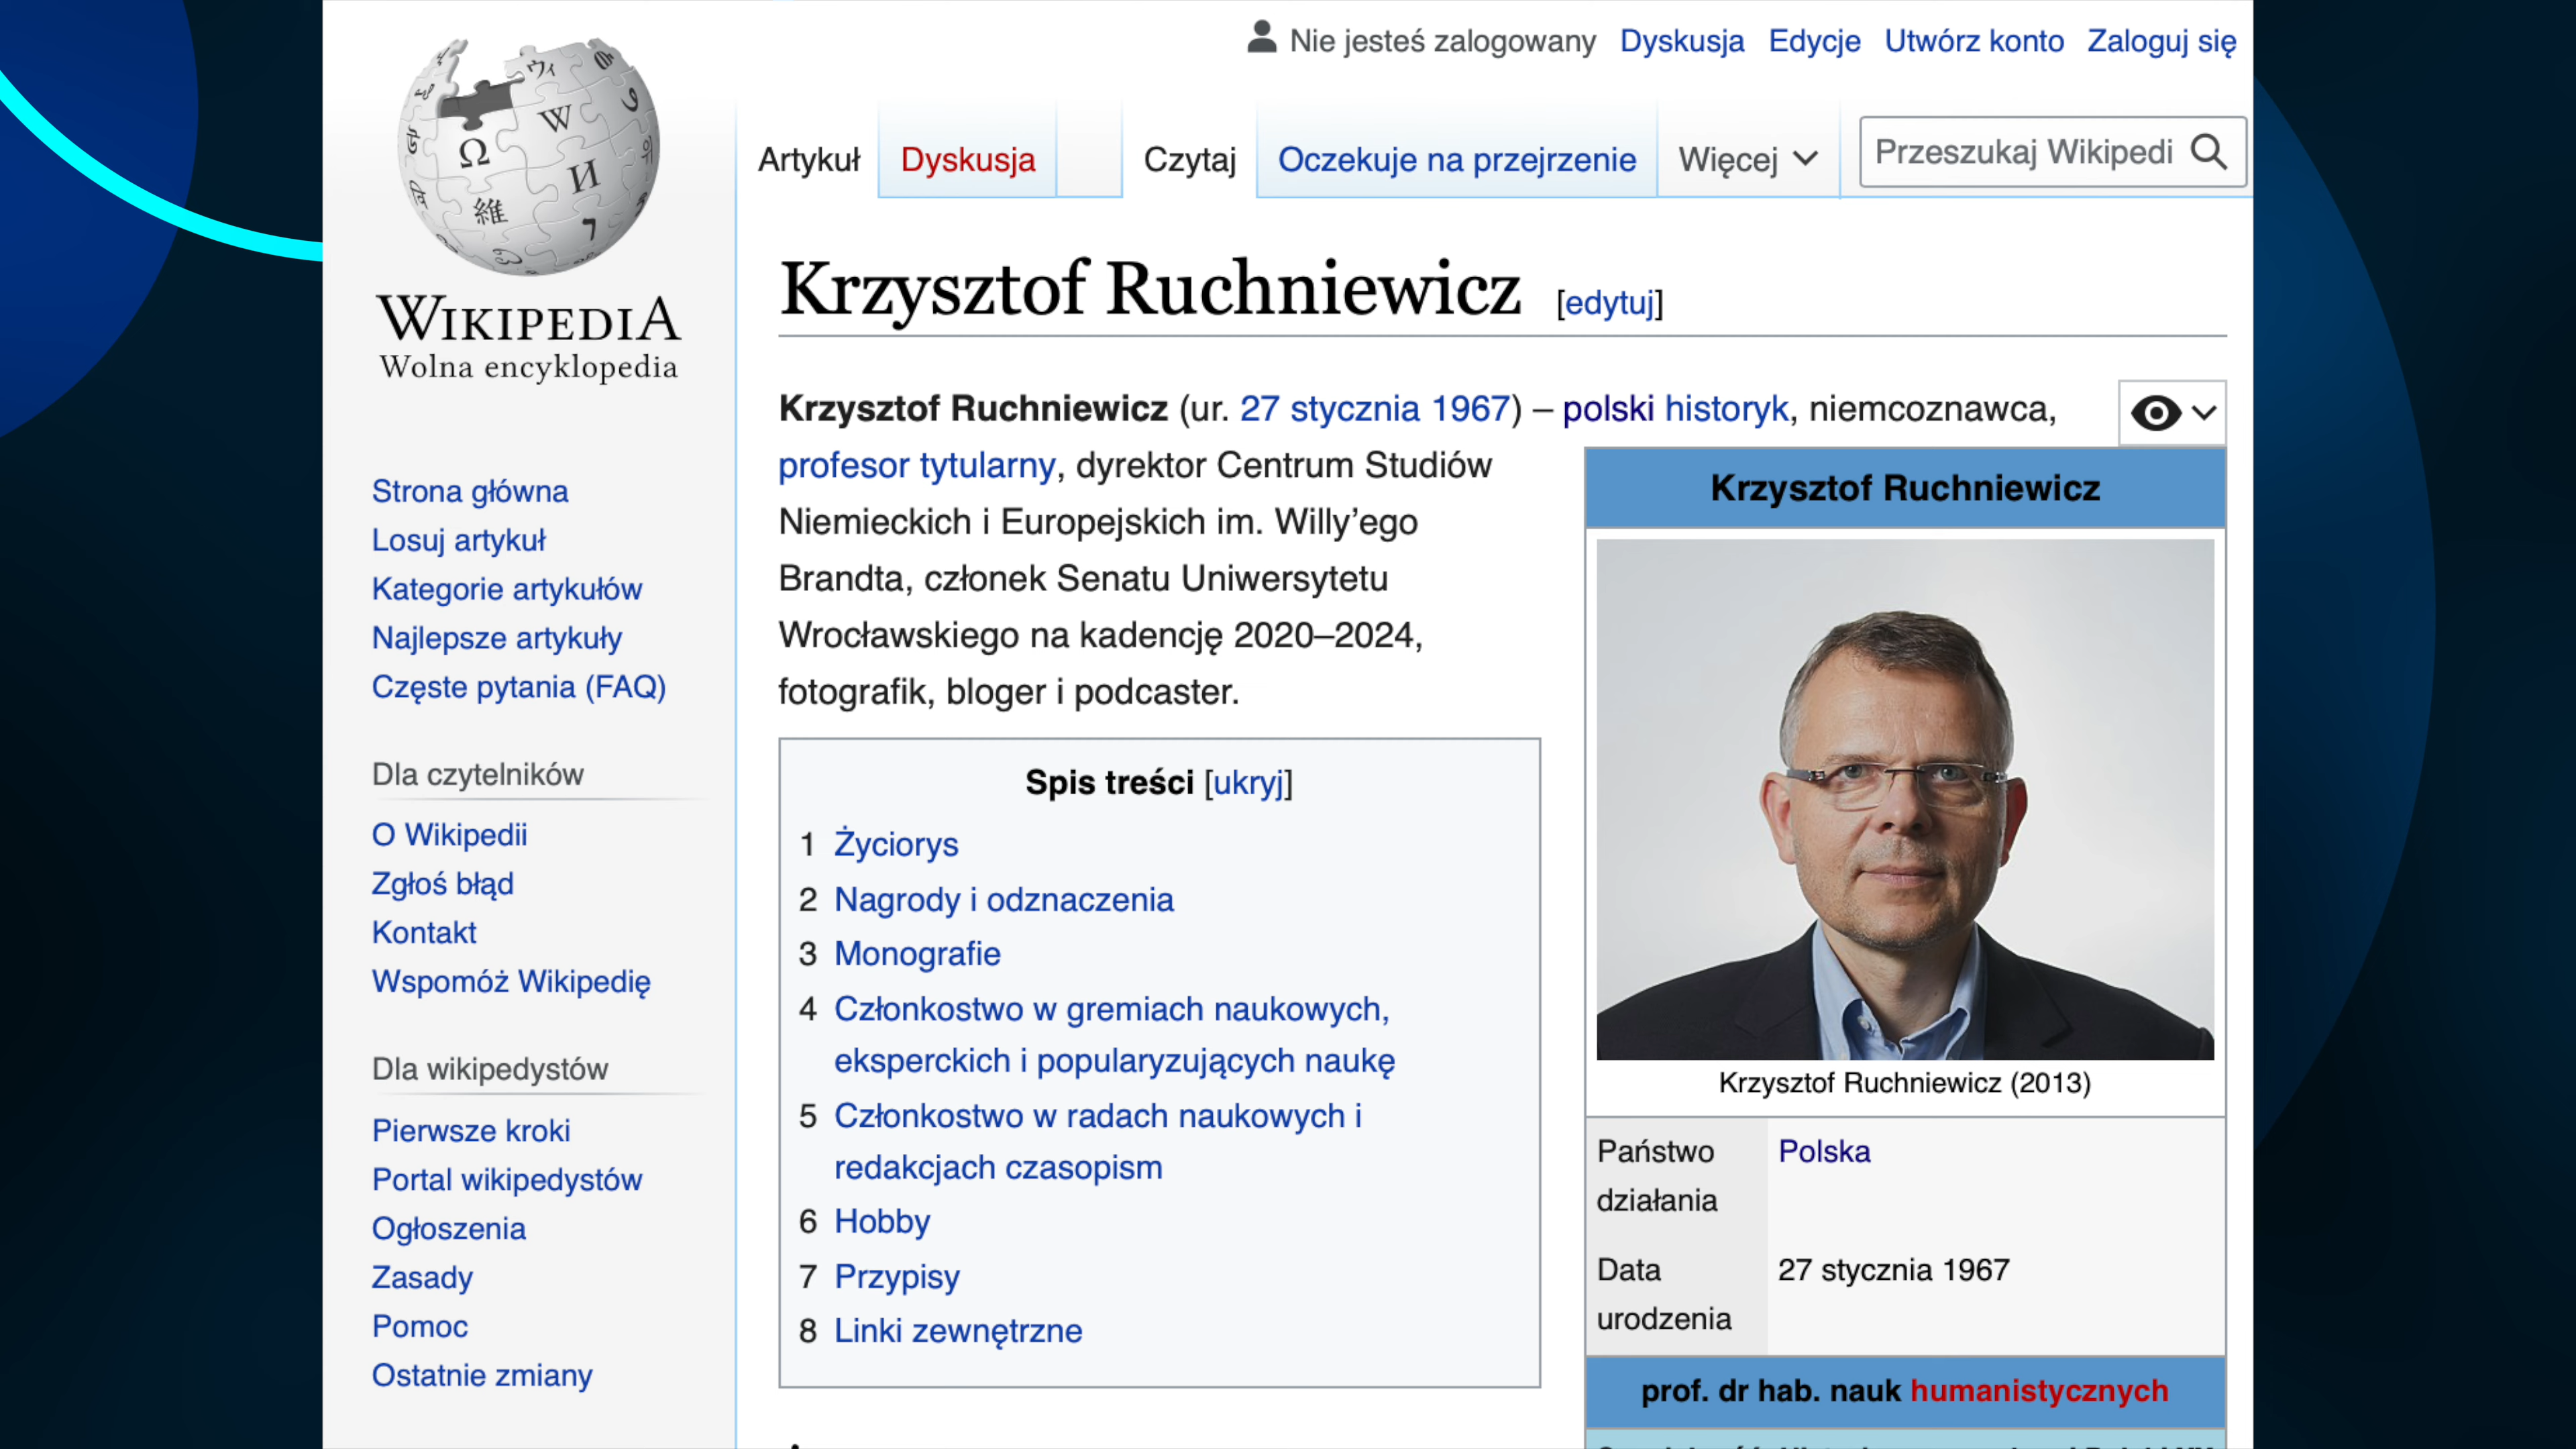 Nie jesteś zalogowany Dyskusja Edycje Utwórz konto Zaloguj się
Artykuł Dyskusja Czytaj Oczekuje na przejrzenie Więcej Przeszukaj Wikipedi
WIKIPEDIA
Wolna encyklopedia
Strona główna
Losuj artykuł
Kategorie artykułów
Najlepsze artykuły
Częste pytania (FAQ)
Dla czytelników
O Wikipedii
Zgłoś błąd
Kontakt
Wspomóż Wikipedię
Dla wikipedystów
Pierwsze kroki
Portal wikipedystów
Ogłoszenia
Zasady
Pomoc
Ostatnie zmiany
Krzysztof Ruchniewicz [edytuj]
Krzysztof Ruchniewicz (ur. 27 stycznia 1967) – polski historyk, niemcoznawca,
profesor tytularny, dyrektor Centrum Studiów
Niemieckich i Europejskich im. Willy’ego
Brandta, członek Senatu Uniwersytetu
Wrocławskiego na kadencję 2020–2024,
fotografik, bloger i podcaster.
Spis treści [ukryj]
1 Życiorys
2 Nagrody i odznaczenia
3 Monografie
4 Członkostwo w gremiach naukowych,
eksperckich i popularyzujących naukę
5 Członkostwo w radach naukowych i
redakcjach czasopism
6 Hobby
7 Przypisy
8 Linki zewnętrzne
Krzysztof Ruchniewicz
Krzysztof Ruchniewicz (2013)
Państwo działania Polska
Data urodzenia 27 stycznia 1967
prof. dr hab. nauk humanistycznych